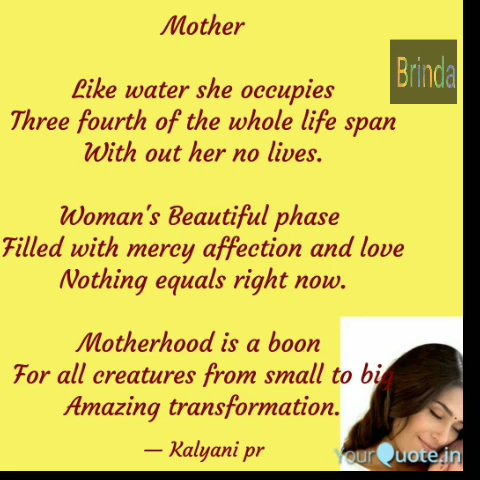 Mother
Brinda
Like water she occupies
Three fourth of the whole life span
With out her no lives.
Woman's Beautiful phase
Filled with mercy affection and love
Nothing equals right now.
Motherhood is a boon
For all creatures from small to big
Amazing transformation.
— Kalyani pr
YourQuote.in